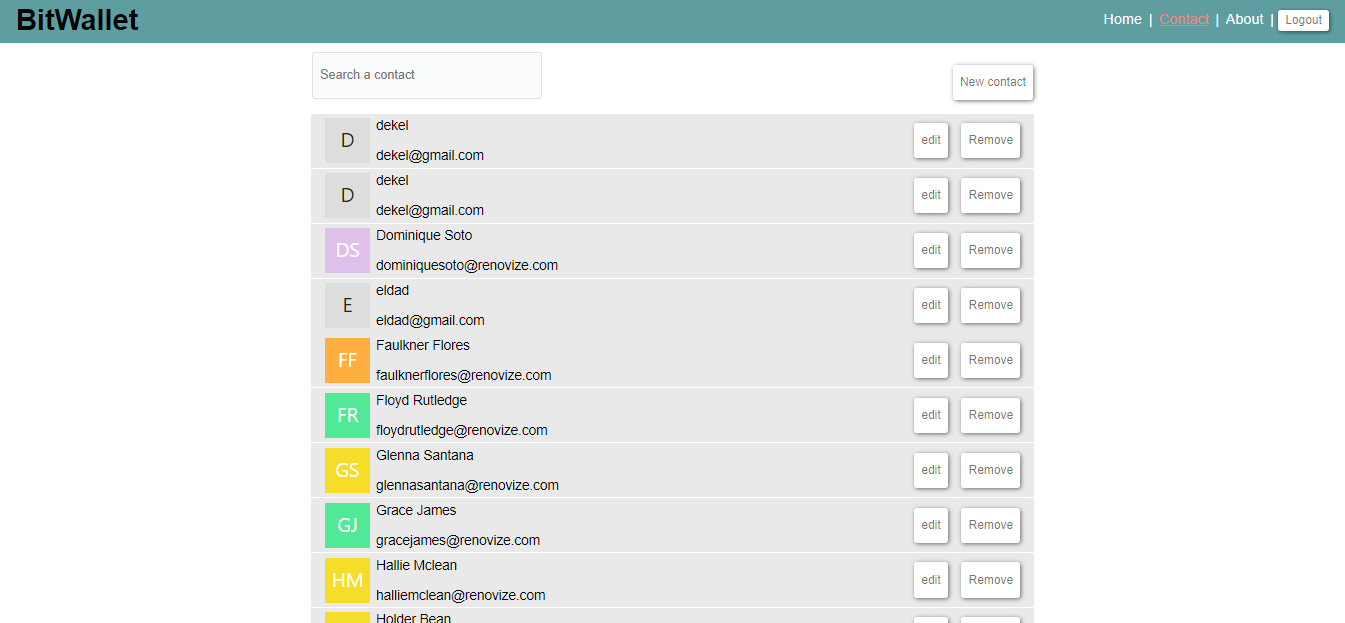 BitWallet
Home | Contact | About | Logout
Search a contact
New contact
D
dekel
dekel@gmail.com
edit Remove
D
dekel
dekel@gmail.com
edit Remove
DS
Dominique Soto
dominiquesoto@renovize.com
edit Remove
E
eldad
eldad@gmail.com
edit Remove
FF
Faulkner Flores
faulknerflores@renovize.com
edit Remove
FR
Floyd Rutledge
floydrutledge@renovize.com
edit Remove
GS
Glenna Santana
glennasantana@renovize.com
edit Remove
GJ
Grace James
gracejames@renovize.com
edit Remove
HM
Hallie Mclean
halliemclean@renovize.com
edit Remove
Holder Bean